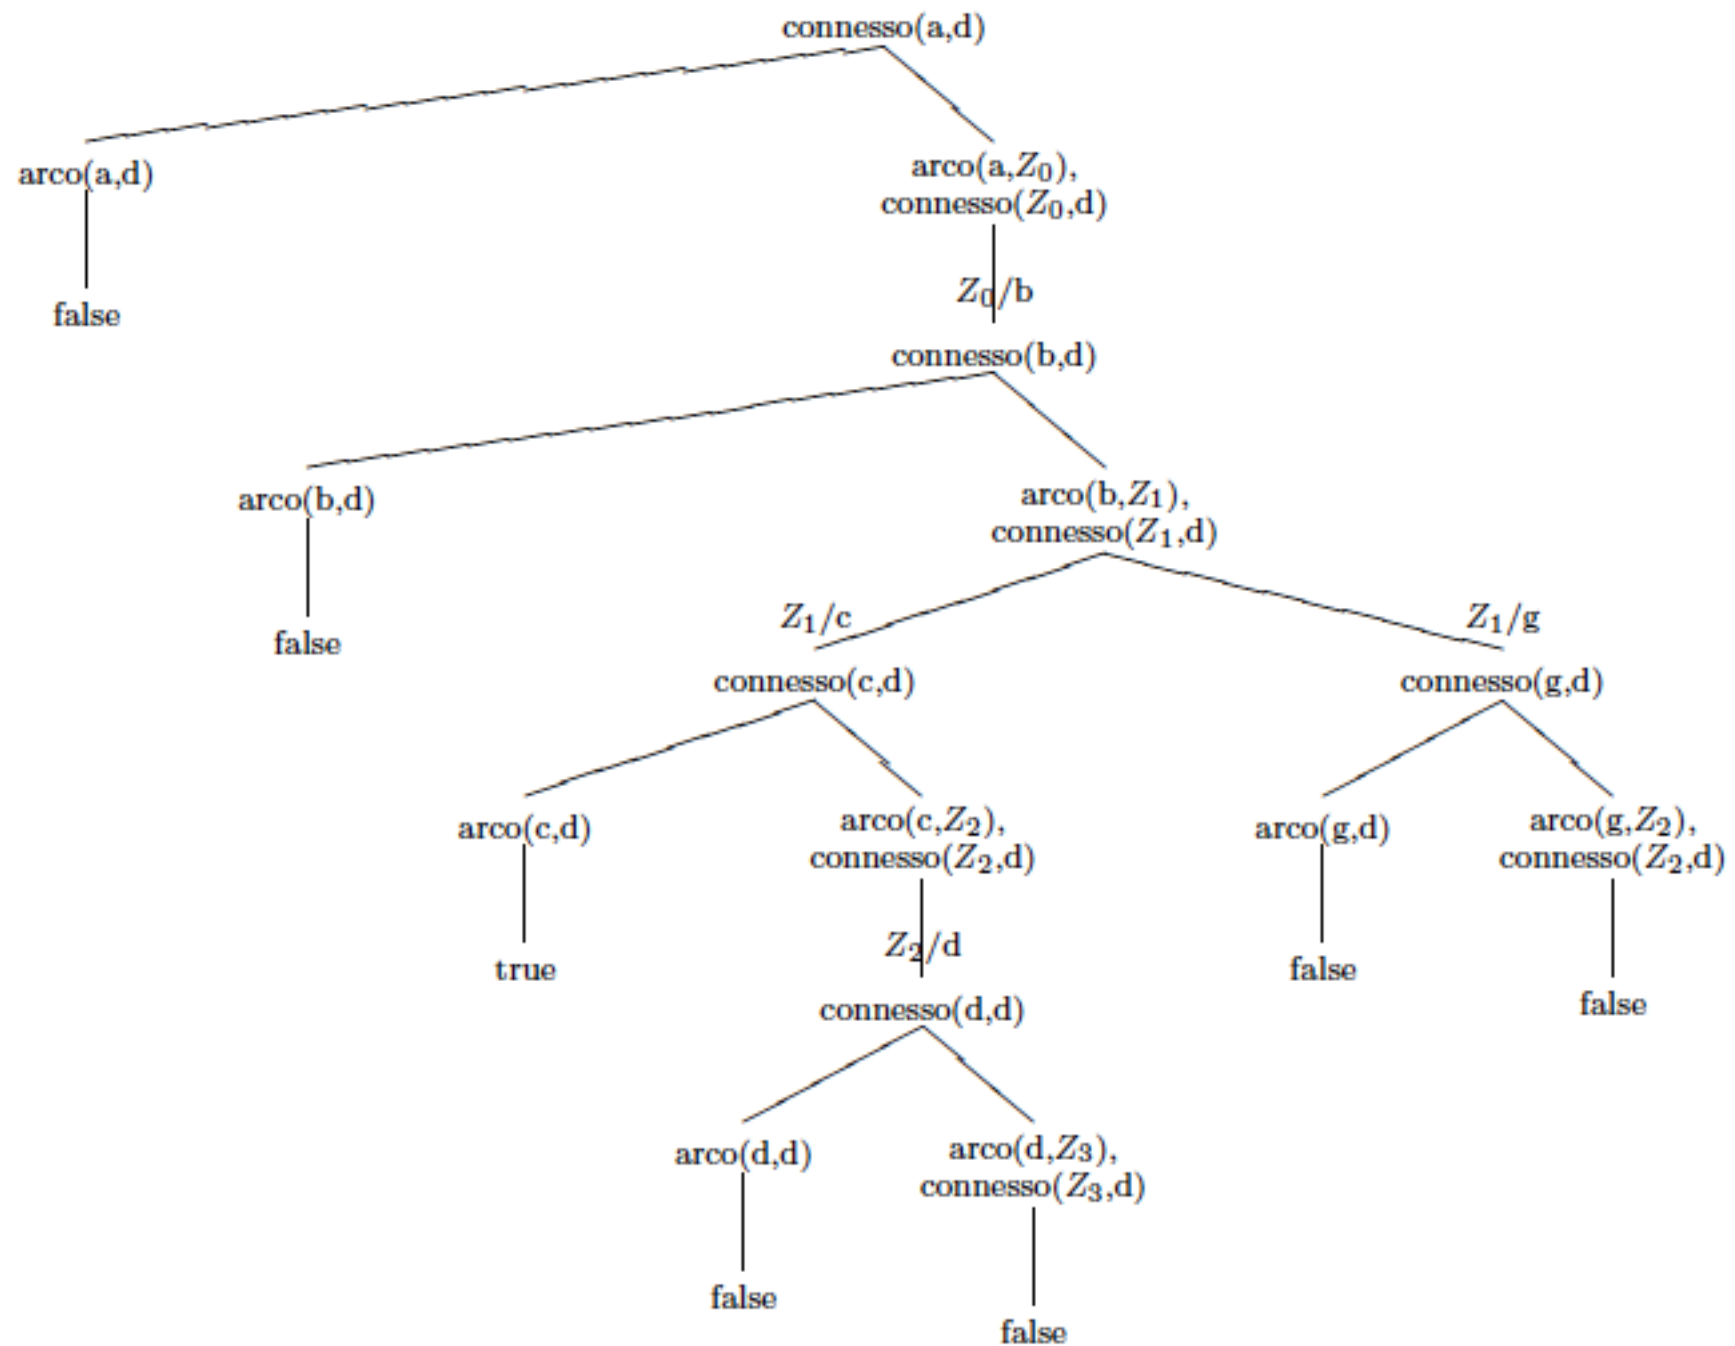 connesso(a,d)
arco(a,d)
arco(a,Z₀),
connesso(Z₀,d)
false
Z₀/b
connesso(b,d)
arco(b,d)
arco(b,Z₁),
connesso(Z₁,d)
false
Z₁/c
Z₁/g
connesso(c,d)
connesso(g,d)
arco(c,d)
arco(c,Z₂),
connesso(Z₂,d)
arco(g,d)
arco(g,Z₂),
connesso(Z₂,d)
true
Z₂/d
false
false
connesso(d,d)
arco(d,d)
arco(d,Z₃),
connesso(Z₃,d)
false
false